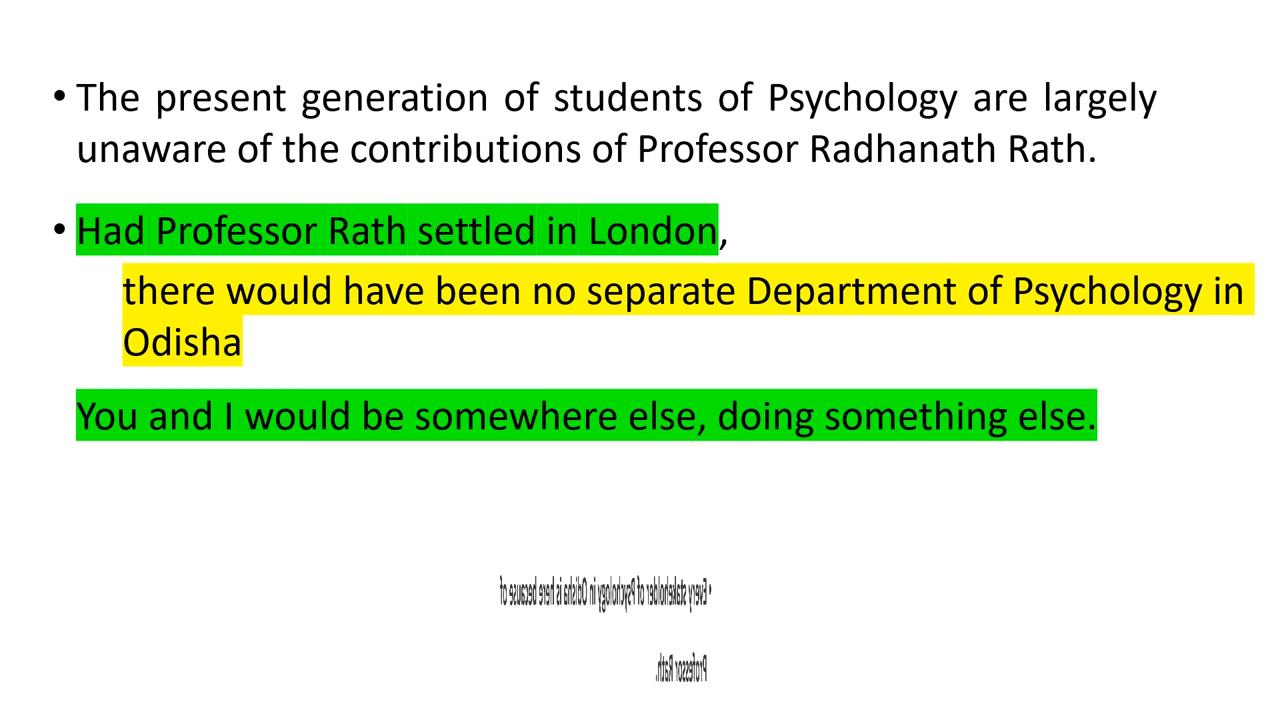 • The present generation of students of Psychology are largely
unaware of the contributions of Professor Radhanath Rath.
• Had Professor Rath settled in London,
there would have been no separate Department of Psychology in
Odisha
You and I would be somewhere else, doing something else.
• Every stakeholder of Psychology in Odisha is here because of
Professor Rath.